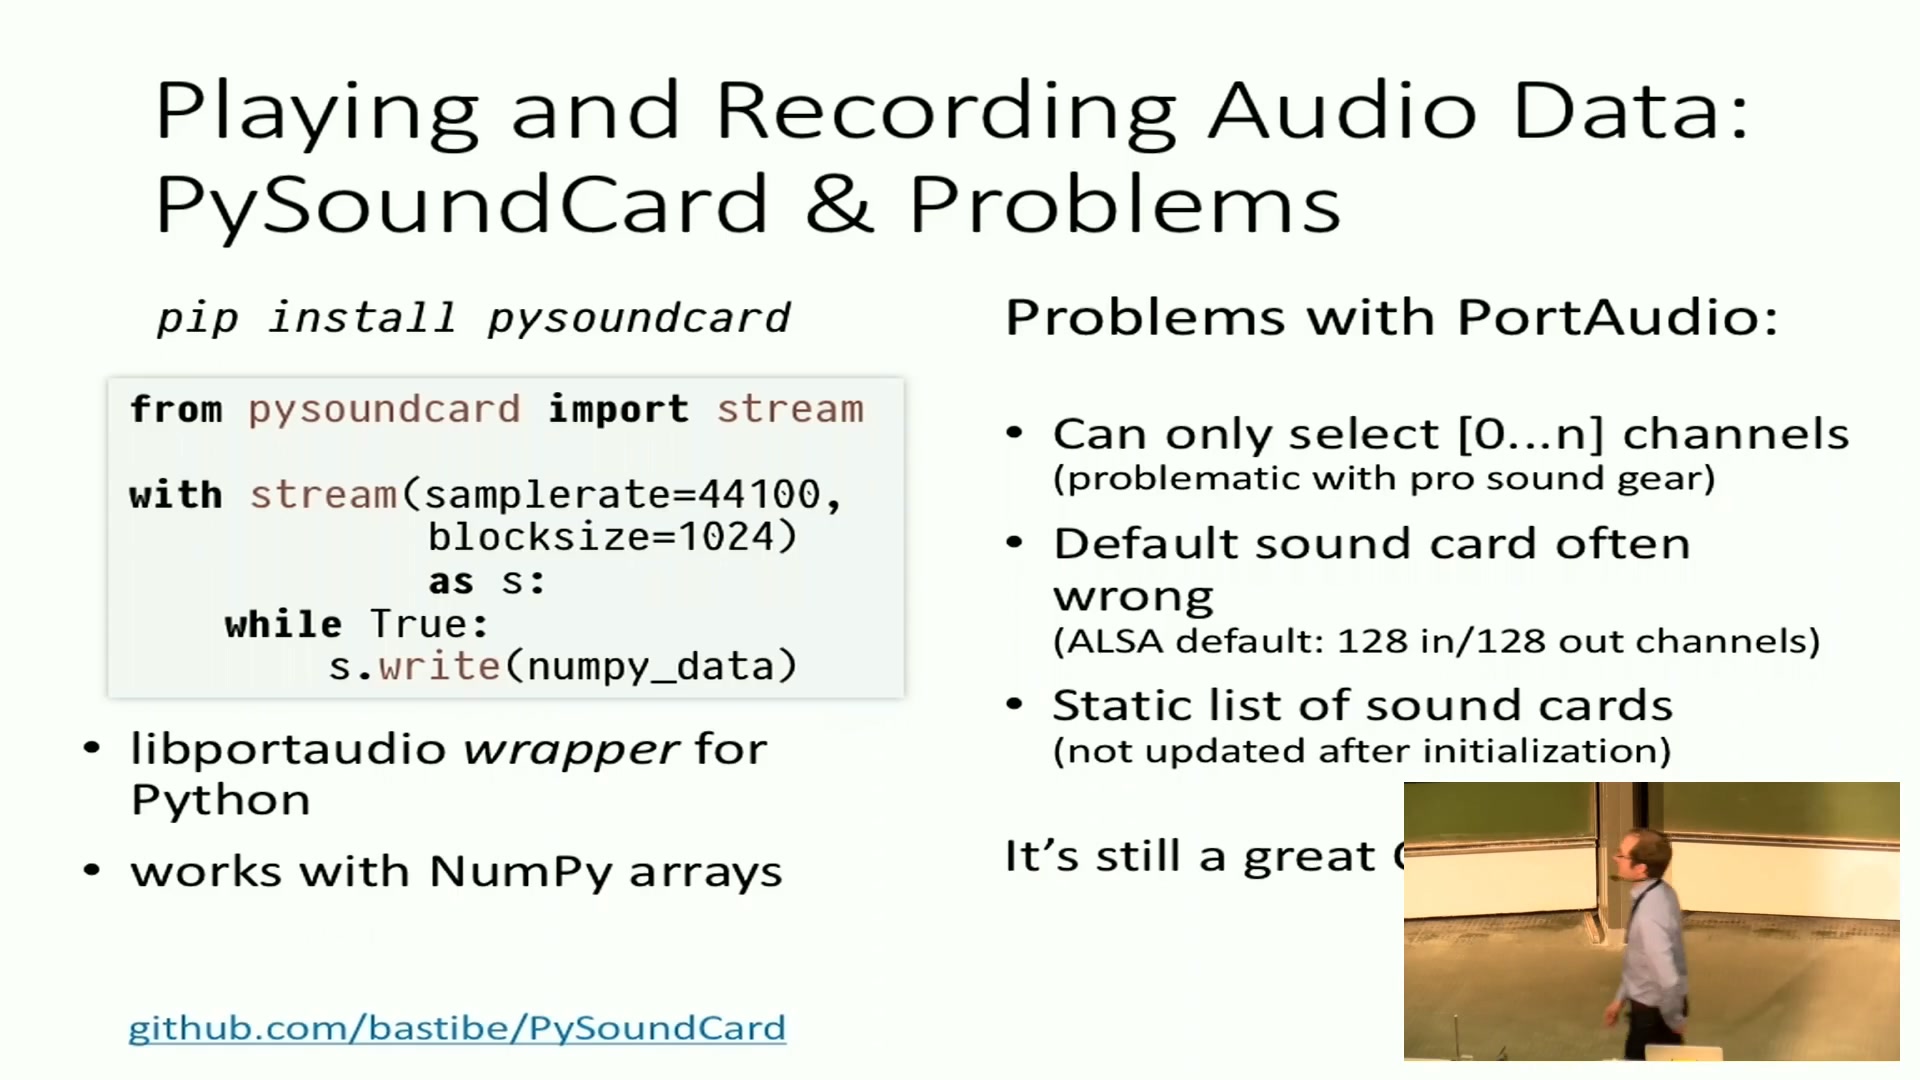 Playing and Recording Audio Data:
PySoundCard & Problems
pip install pysoundcard
from pysoundcard import stream
with stream(samplerate=44100,
blocksize=1024)
as s:
while True:
s.write(numpy_data)
• libportaudio wrapper for
Python
• works with NumPy arrays
github.com/bastibe/PySoundCard
Problems with PortAudio:
• Can only select [0...n] channels
(problematic with pro sound gear)
• Default sound card often
wrong
(ALSA default: 128 in/128 out channels)
• Static list of sound cards
(not updated after initialization)
It’s still a great